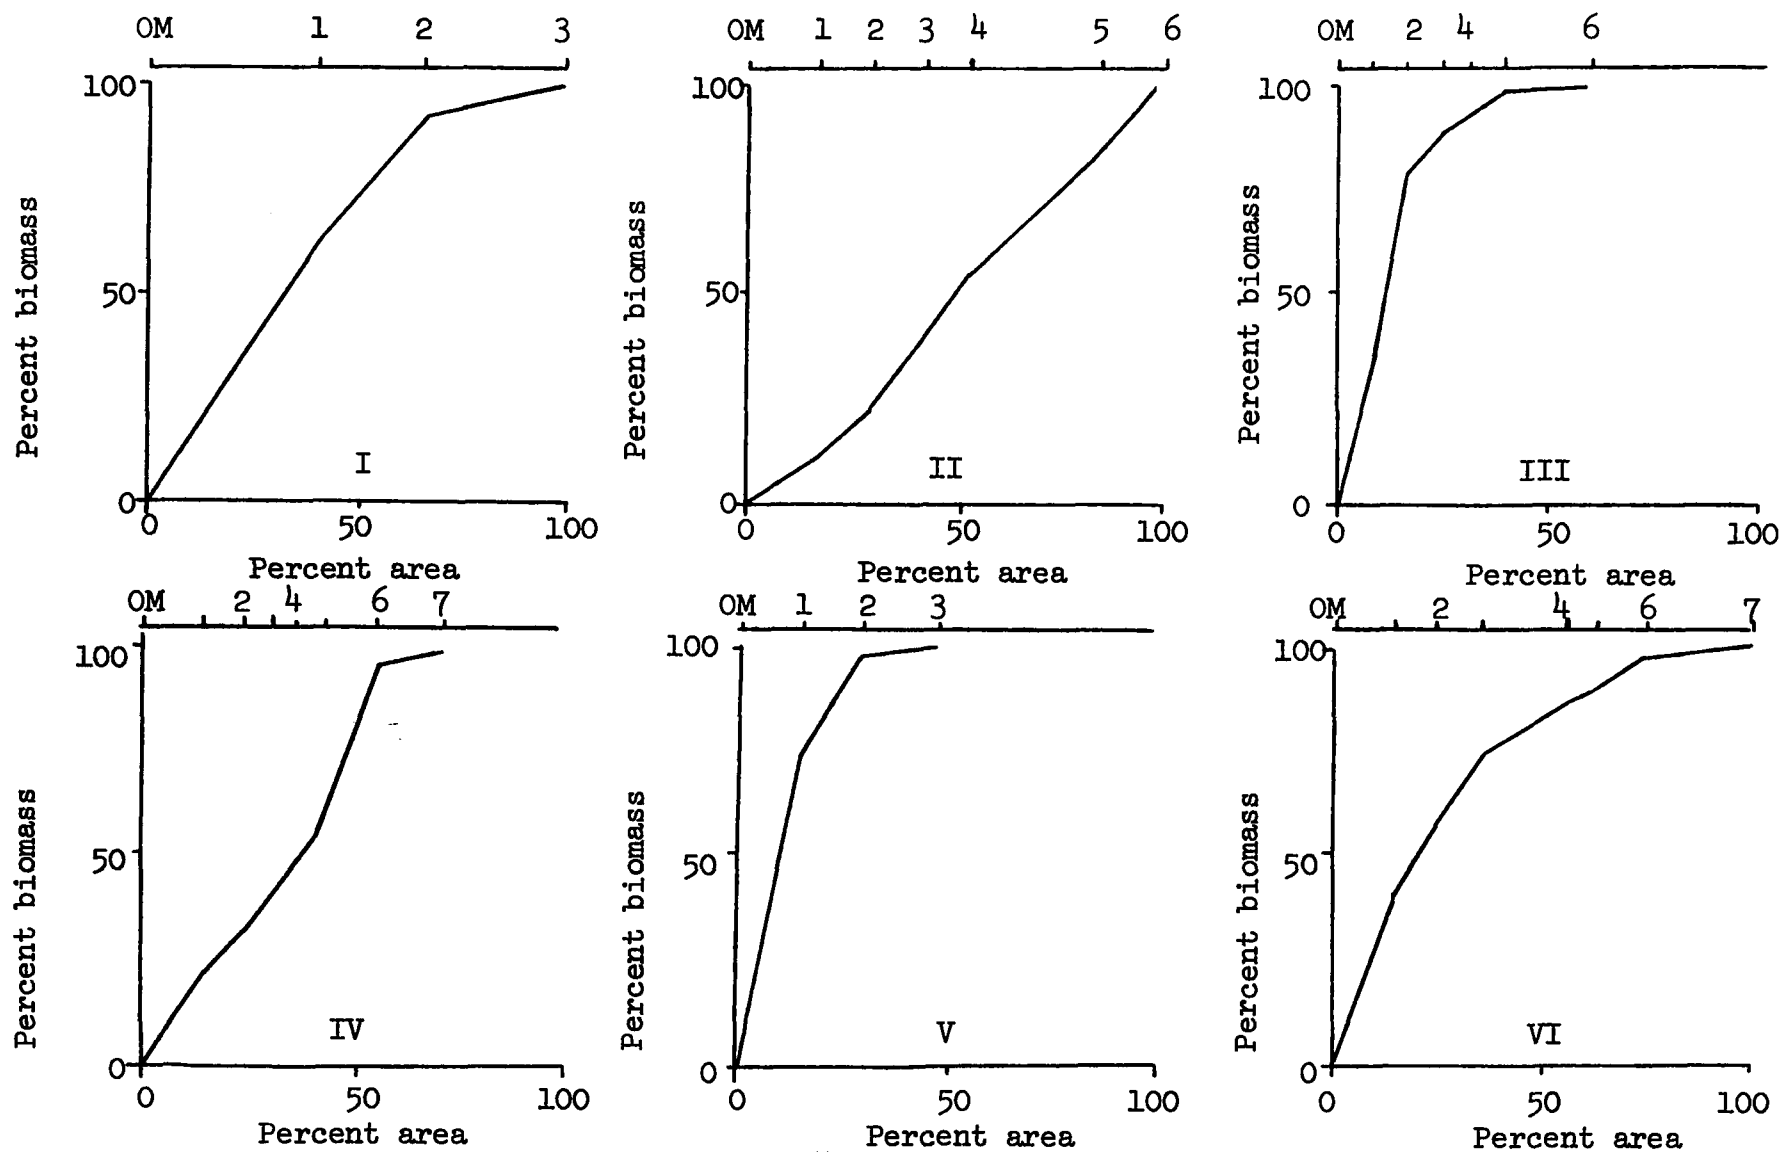 OM 1 2 3
100
50
0
Percent biomass
I
0 50 100
Percent area
OM 1 2 3 4 5 6
100
50
0
Percent biomass
II
0 50 100
Percent area
OM 2 4 6
100
50
0
Percent biomass
III
0 50 100
Percent area
OM 2 4 6 7
100
50
0
Percent biomass
IV
0 50 100
Percent area
OM 1 2 3
100
50
0
Percent biomass
V
0 50 100
Percent area
OM 2 4 6 7
100
50
0
Percent biomass
VI
0 50 100
Percent area